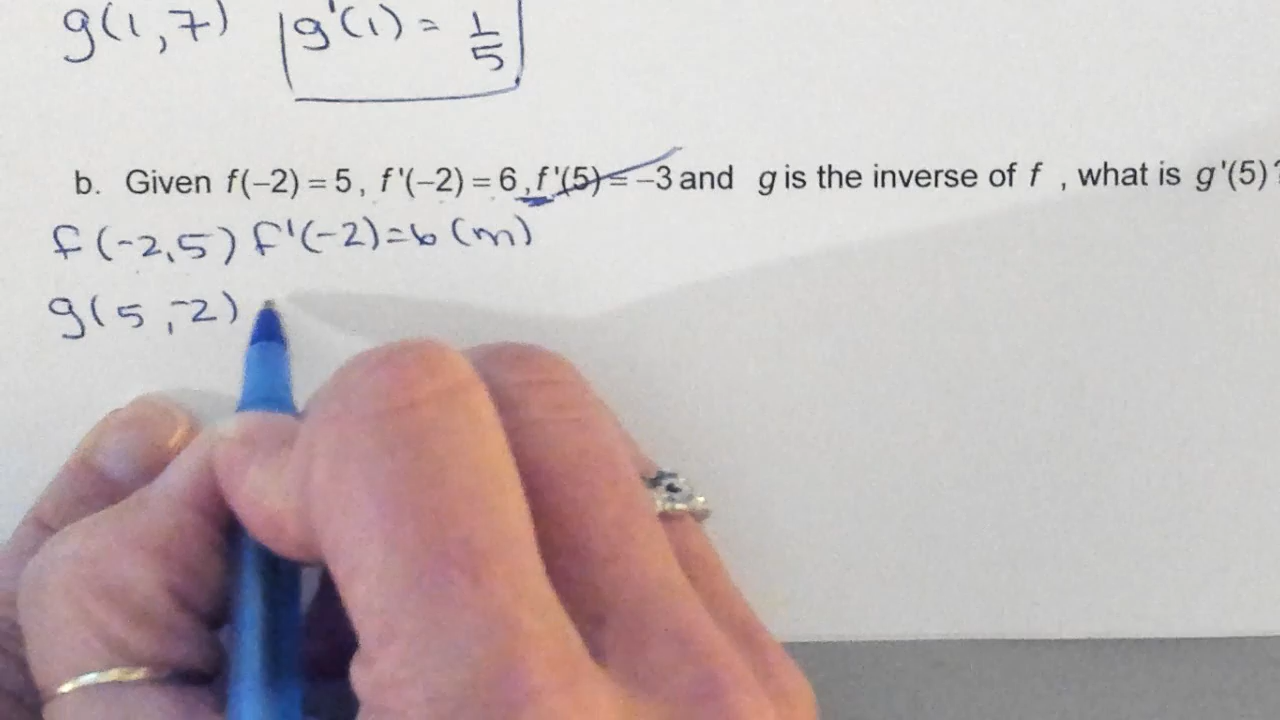 g(1,7) g'(1) = 1/5
b. Given f(−2) = 5, f'(−2) = 6, f'(5) = −3 and g is the inverse of f , what is g'(5)?
f(-2,5) f'(-2)=6 (m)
g(5,-2)